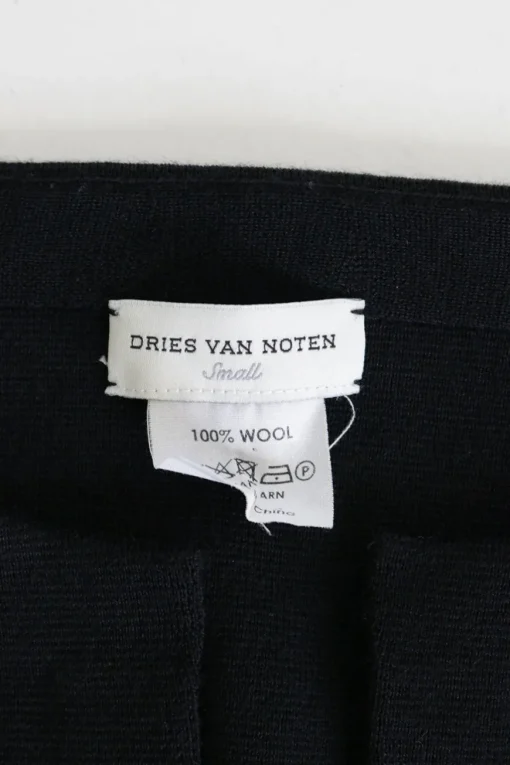 DRIES VAN NOTEN
Small
100% WOOL
P
ARN
China